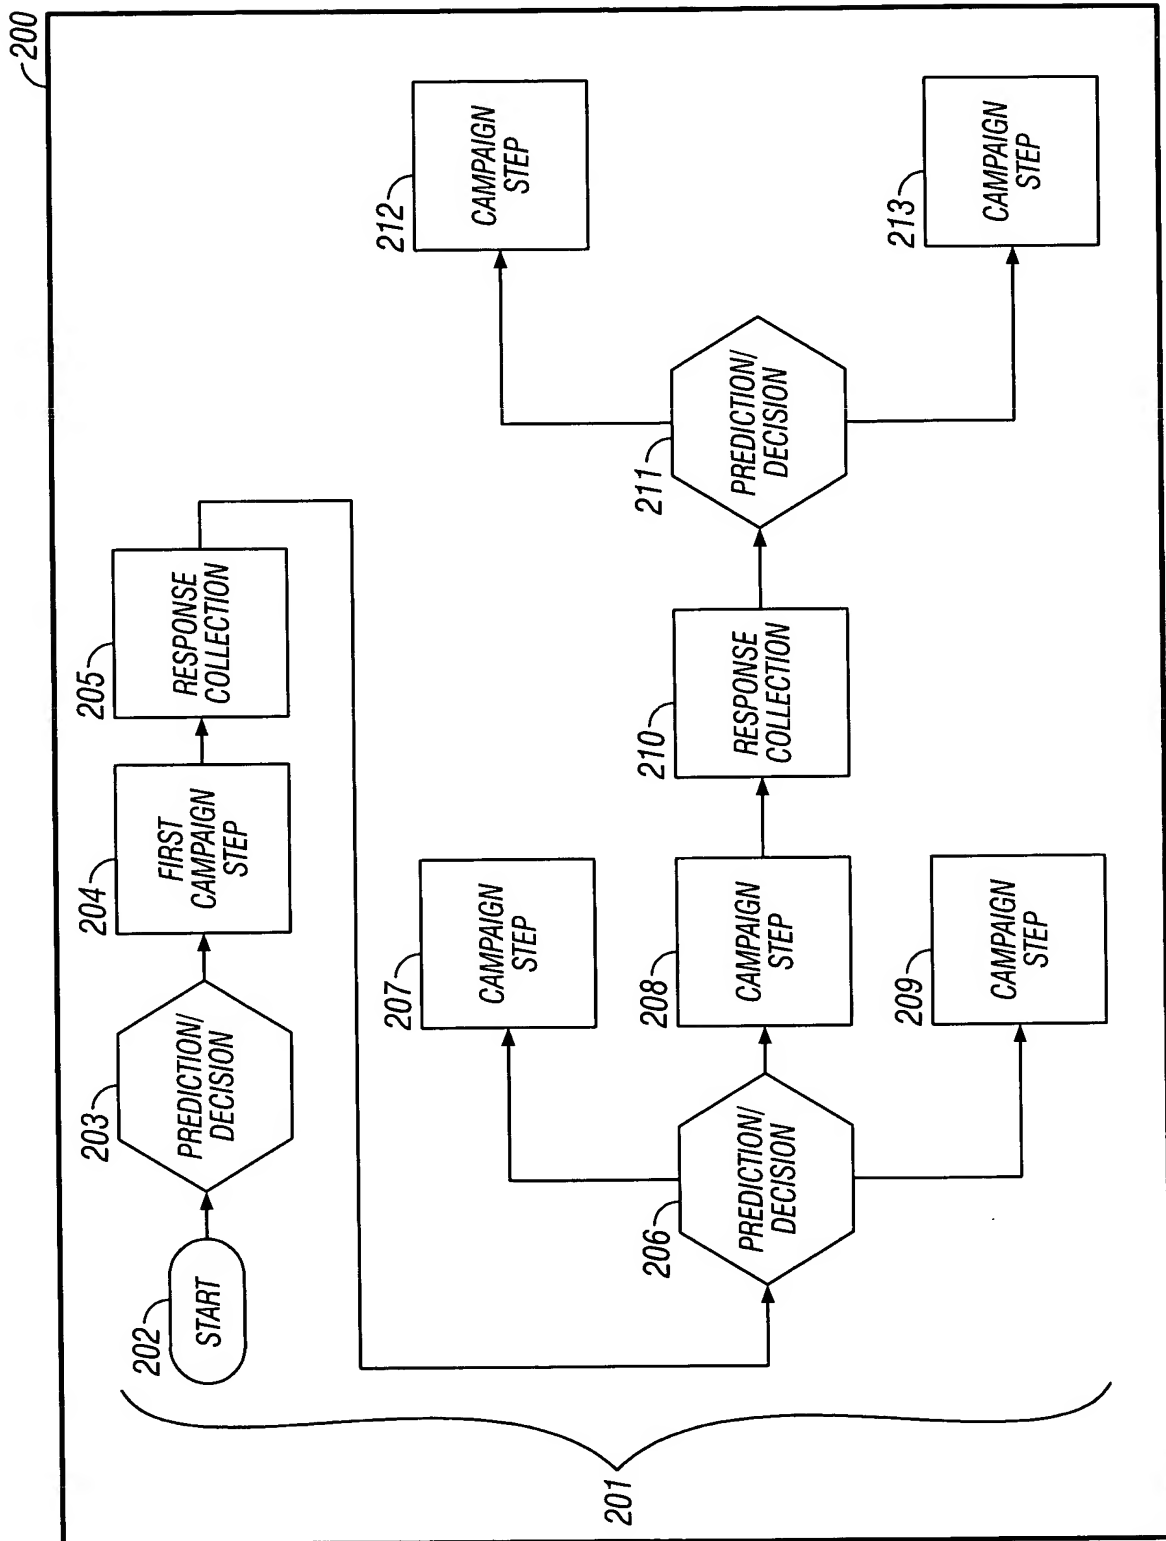 200
202
START
203
PREDICTION/
DECISION
204
FIRST
CAMPAIGN
STEP
205
RESPONSE
COLLECTION
201
206
PREDICTION/
DECISION
207
CAMPAIGN
STEP
208
CAMPAIGN
STEP
209
CAMPAIGN
STEP
210
RESPONSE
COLLECTION
211
PREDICTION/
DECISION
212
CAMPAIGN
STEP
213
CAMPAIGN
STEP